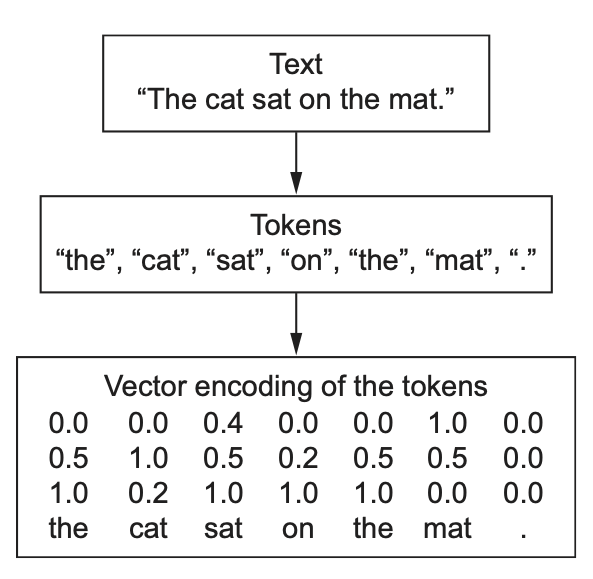 Text
“The cat sat on the mat.”
Tokens
“the”, “cat”, “sat”, “on”, “the”, “mat”, “.”
Vector encoding of the tokens
0.0 0.0 0.4 0.0 0.0 1.0 0.0
0.5 1.0 0.5 0.2 0.5 0.5 0.0
1.0 0.2 1.0 1.0 1.0 0.0 0.0
the cat sat on the mat .